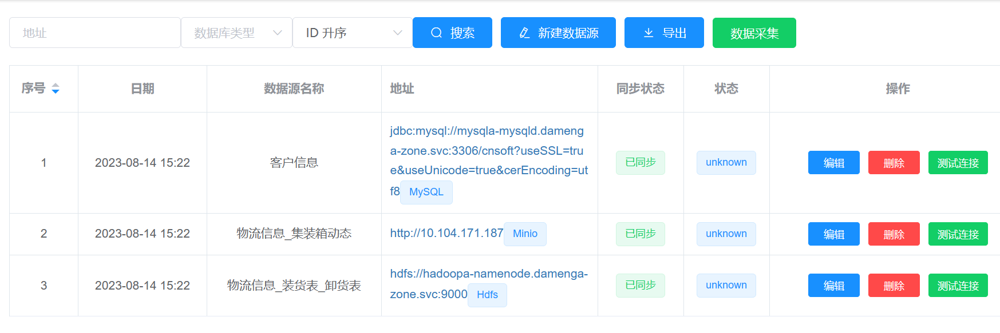 地址 数据库类型 ID 升序 搜索 新建数据源 导出 数据采集
序号 日期 数据源名称 地址 同步状态 状态 操作
jdbc:mysql://mysqla-mysqld.dameng
a-zone.svc:3306/cnsoft?useSSL=tru
1 2023-08-14 15:22 客户信息 已同步 unknown 编辑 删除 测试连接
e&useUnicode=true&cerEncoding=ut
f8 MySQL
2 2023-08-14 15:22 物流信息_集装箱动态 http://10.104.171.187 Minio 已同步 unknown 编辑 删除 测试连接
hdfs://hadoopa-namenode.damenga-
3 2023-08-14 15:22 物流信息_装货表_卸货表 已同步 unknown 编辑 删除 测试连接
zone.svc:9000 Hdfs